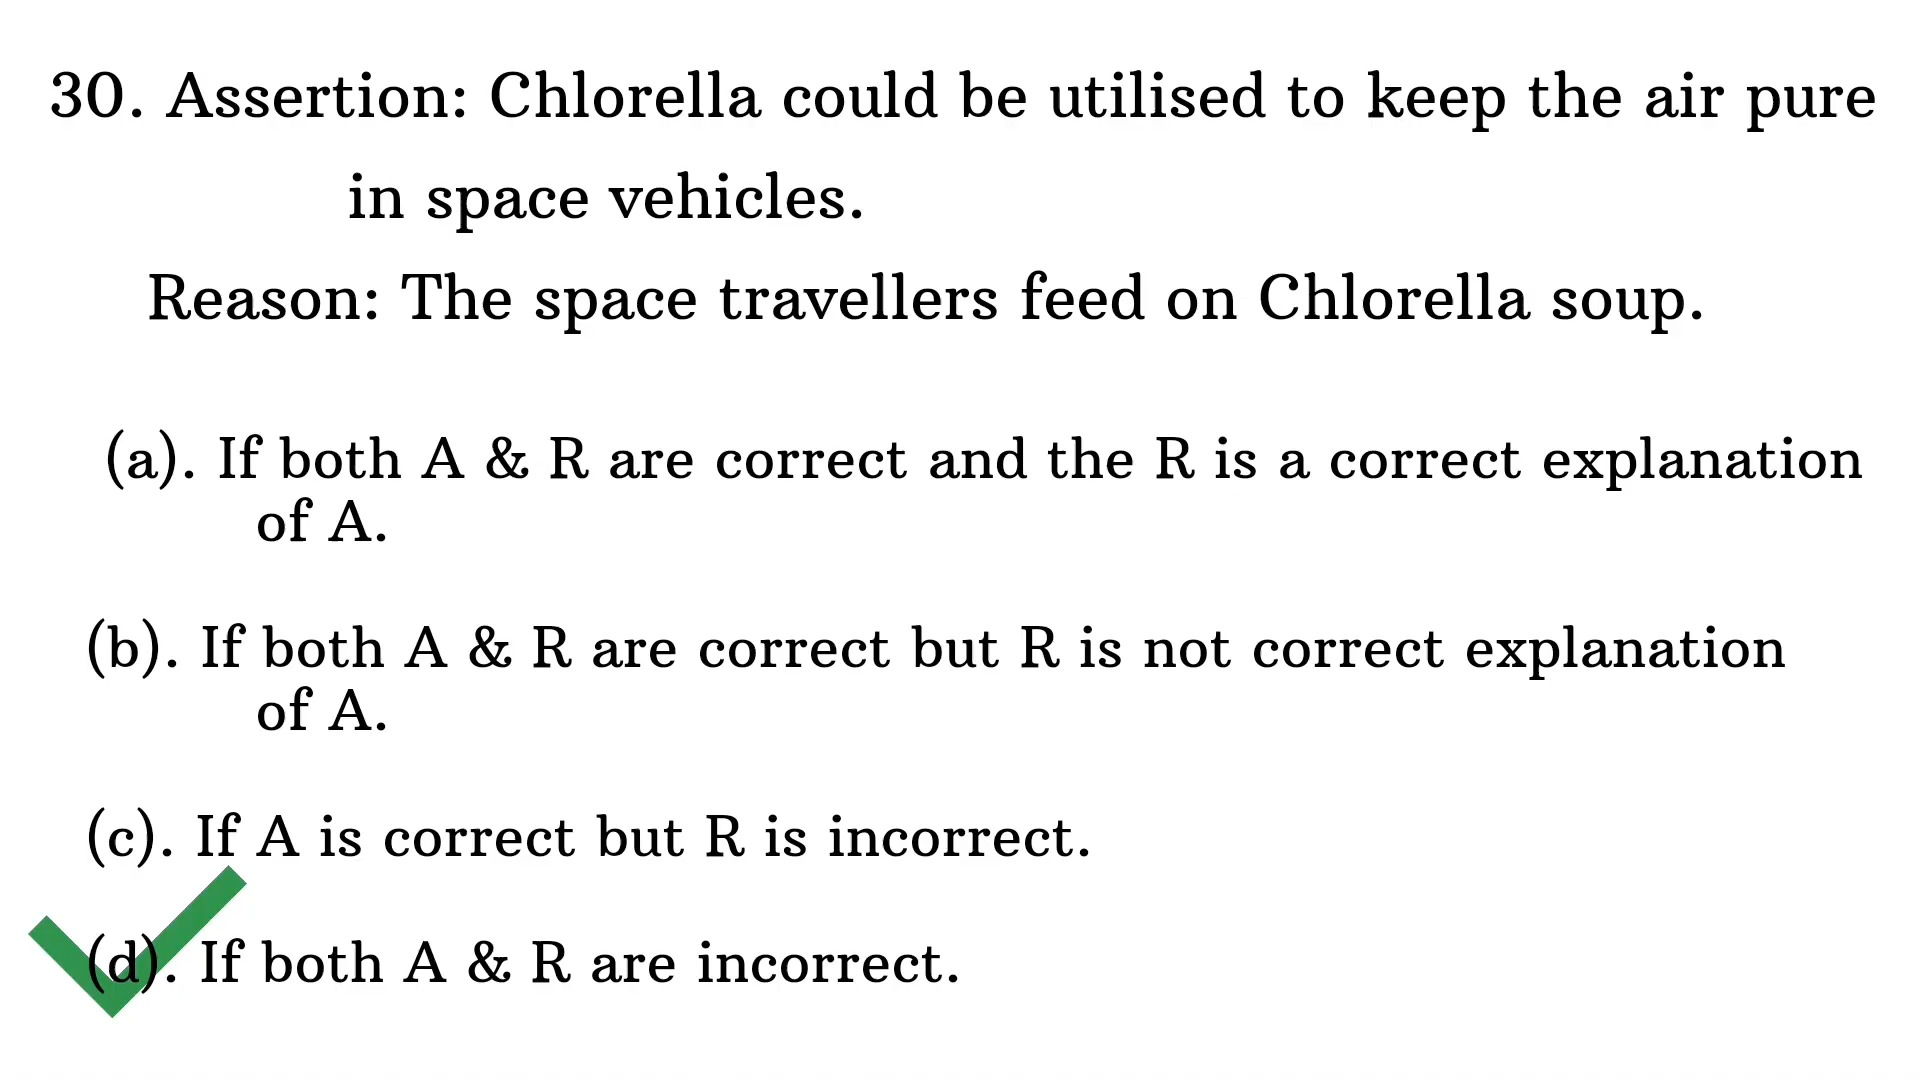 30. Assertion: Chlorella could be utilised to keep the air pure
in space vehicles.
Reason: The space travellers feed on Chlorella soup.
(a). If both A & R are correct and the R is a correct explanation
of A.
(b). If both A & R are correct but R is not correct explanation
of A.
(c). If A is correct but R is incorrect.
(d). If both A & R are incorrect.